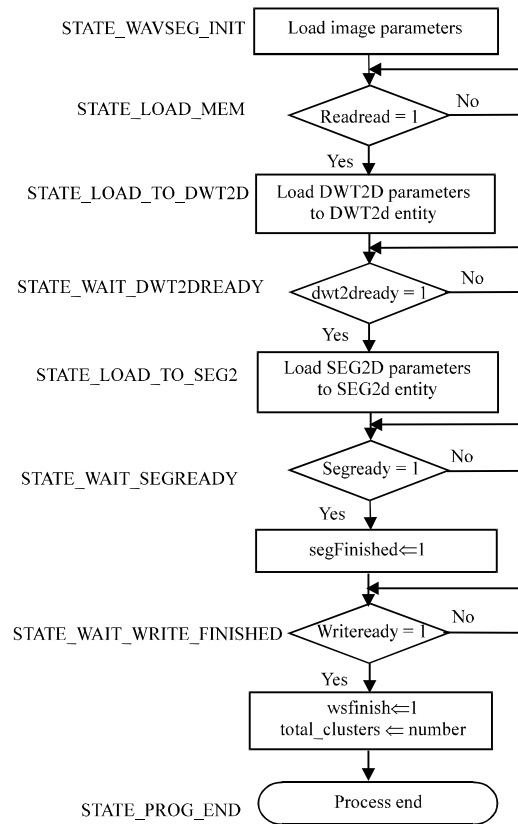 STATE_WAVSEG_INIT
Load image parameters
STATE_LOAD_MEM
Readread = 1
No
Yes
STATE_LOAD_TO_DWT2D
Load DWT2D parameters
to DWT2d entity
STATE_WAIT_DWT2DREADY
dwt2dready = 1
No
Yes
STATE_LOAD_TO_SEG2
Load SEG2D parameters
to SEG2d entity
STATE_WAIT_SEGREADY
Segready = 1
No
Yes
segFinished⇐1
STATE_WAIT_WRITE_FINISHED
Writeready = 1
No
Yes
wsfinish⇐1
total_clusters ⇐ number
STATE_PROG_END
Process end